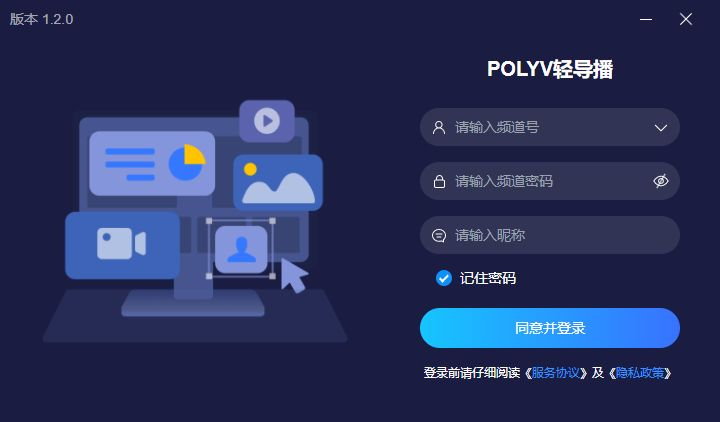 版本 1.2.0
POLYV轻导播
请输入频道号
请输入频道密码
请输入昵称
记住密码
同意并登录
登录前请仔细阅读《服务协议》及《隐私政策》